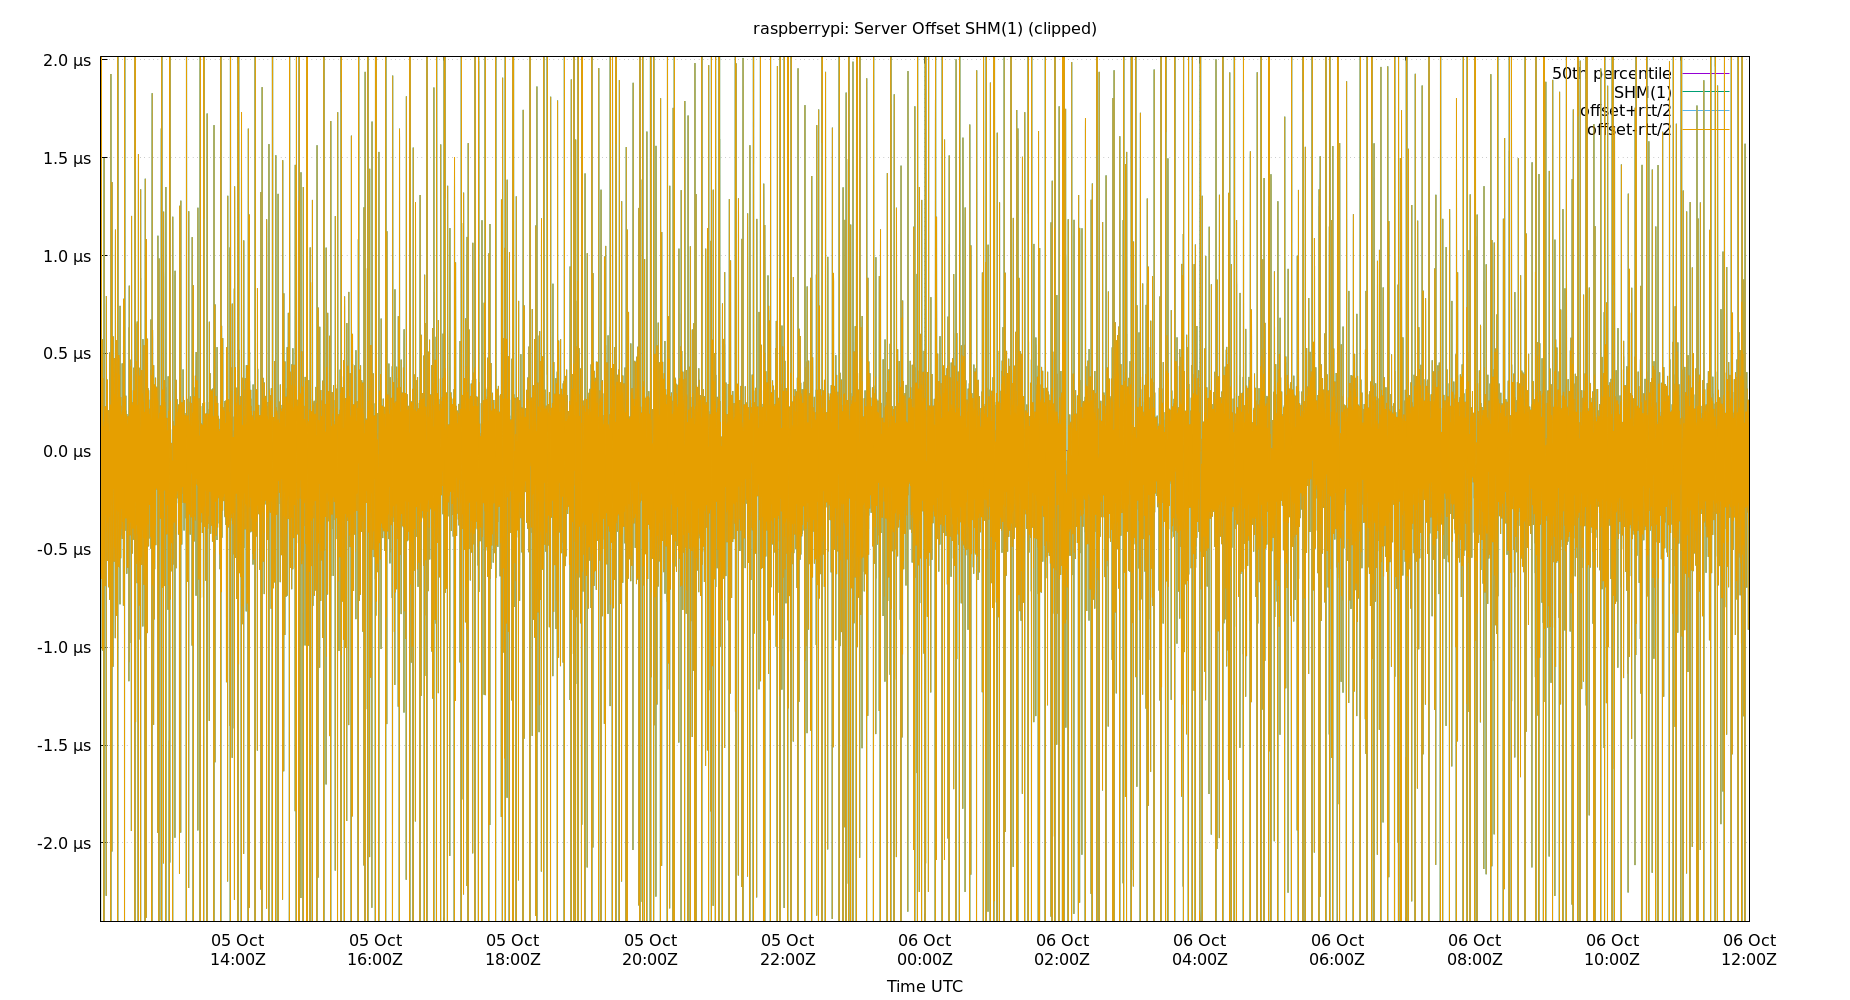 raspberrypi: Server Offset SHM(1) (clipped)
2.0 µs
1.5 µs
1.0 µs
0.5 µs
0.0 µs
-0.5 µs
-1.0 µs
-1.5 µs
-2.0 µs
50th percentile
SHM(1)
offset+rtt/2
offset-rtt/2
05 Oct 05 Oct 05 Oct 05 Oct 05 Oct 06 Oct 06 Oct 06 Oct 06 Oct 06 Oct 06 Oct 06 Oct
14:00Z 16:00Z 18:00Z 20:00Z 22:00Z 00:00Z 02:00Z 04:00Z 06:00Z 08:00Z 10:00Z 12:00Z
Time UTC